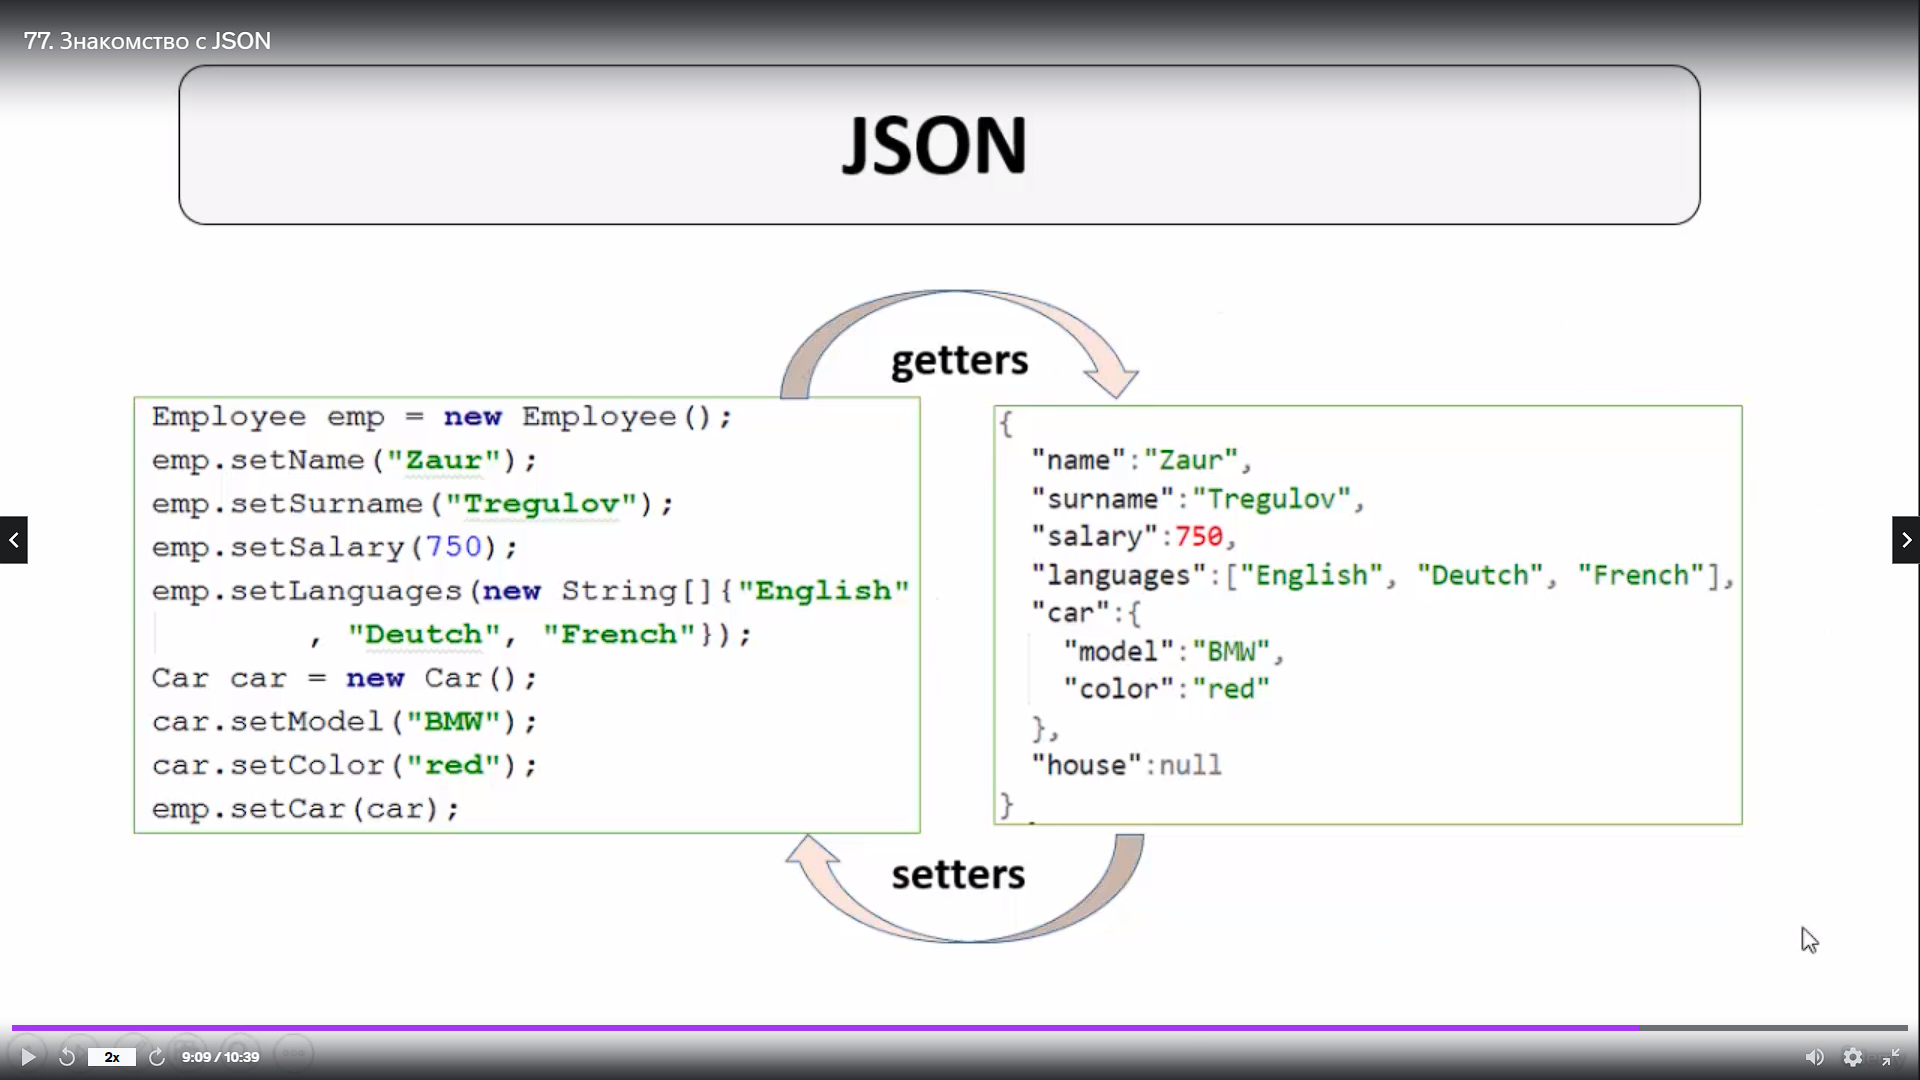 77. Знакомство с JSON
JSON
getters
Employee emp = new Employee();
emp.setName("Zaur");
emp.setSurname("Tregulov");
emp.setSalary(750);
emp.setLanguages(new String[]{"English"
, "Deutch", "French"});
Car car = new Car();
car.setModel("BMW");
car.setColor("red");
emp.setCar(car);
{
"name":"Zaur",
"surname":"Tregulov",
"salary":750,
"languages":["English", "Deutch", "French"],
"car":{
"model":"BMW",
"color":"red"
},
"house":null
}
setters
2x
9:09 / 10:39